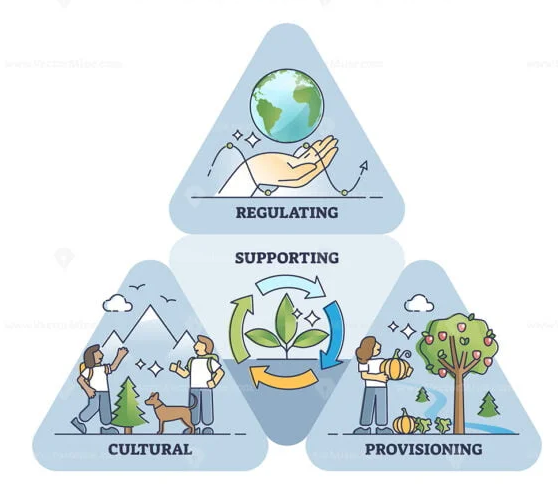 REGULATING
SUPPORTING
CULTURAL
PROVISIONING